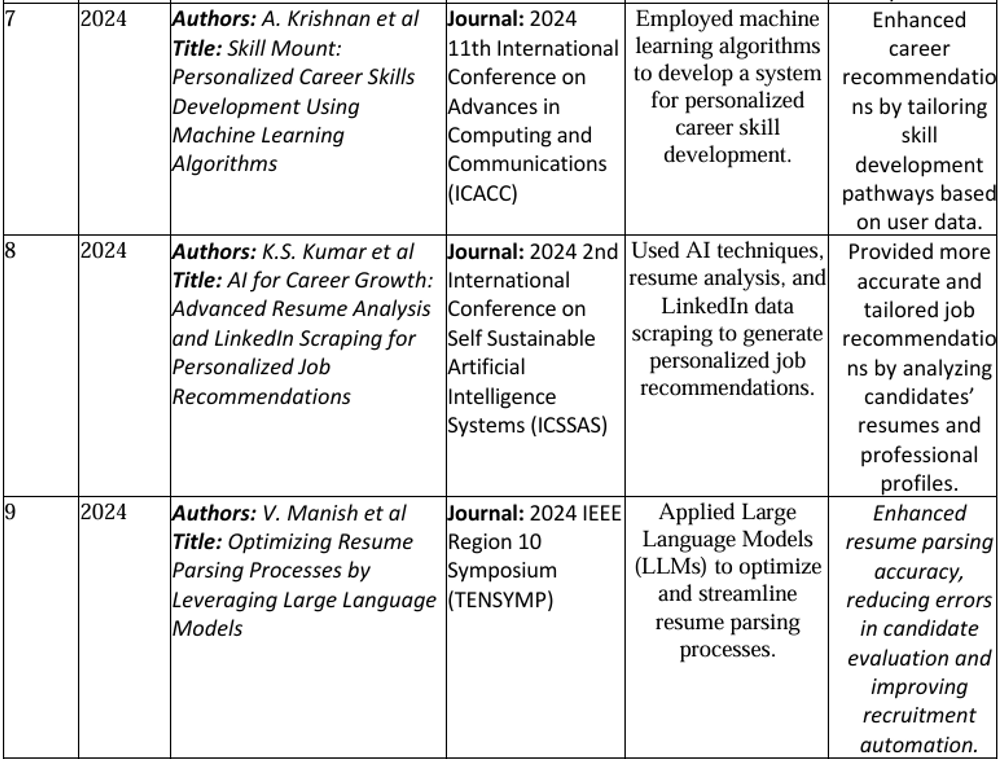 7
2024
Authors: A. Krishnan et al
Title: Skill Mount:
Personalized Career Skills
Development Using
Machine Learning
Algorithms
Journal: 2024
11th International
Conference on
Advances in
Computing and
Communications
(ICACC)
Employed machine
learning algorithms
to develop a system
for personalized
career skill
development.
Enhanced
career
recommendatio
ns by tailoring
skill
development
pathways based
on user data.
8
2024
Authors: K.S. Kumar et al
Title: AI for Career Growth:
Advanced Resume Analysis
and LinkedIn Scraping for
Personalized Job
Recommendations
Journal: 2024 2nd
International
Conference on
Self Sustainable
Artificial
Intelligence
Systems (ICSSAS)
Used AI techniques,
resume analysis, and
LinkedIn data
scraping to generate
personalized job
recommendations.
Provided more
accurate and
tailored job
recommendatio
ns by analyzing
candidates’
resumes and
professional
profiles.
9
2024
Authors: V. Manish et al
Title: Optimizing Resume
Parsing Processes by
Leveraging Large Language
Models
Journal: 2024 IEEE
Region 10
Symposium
(TENSYMP)
Applied Large
Language Models
(LLMs) to optimize
and streamline
resume parsing
processes.
Enhanced
resume parsing
accuracy,
reducing errors
in candidate
evaluation and
improving
recruitment
automation.